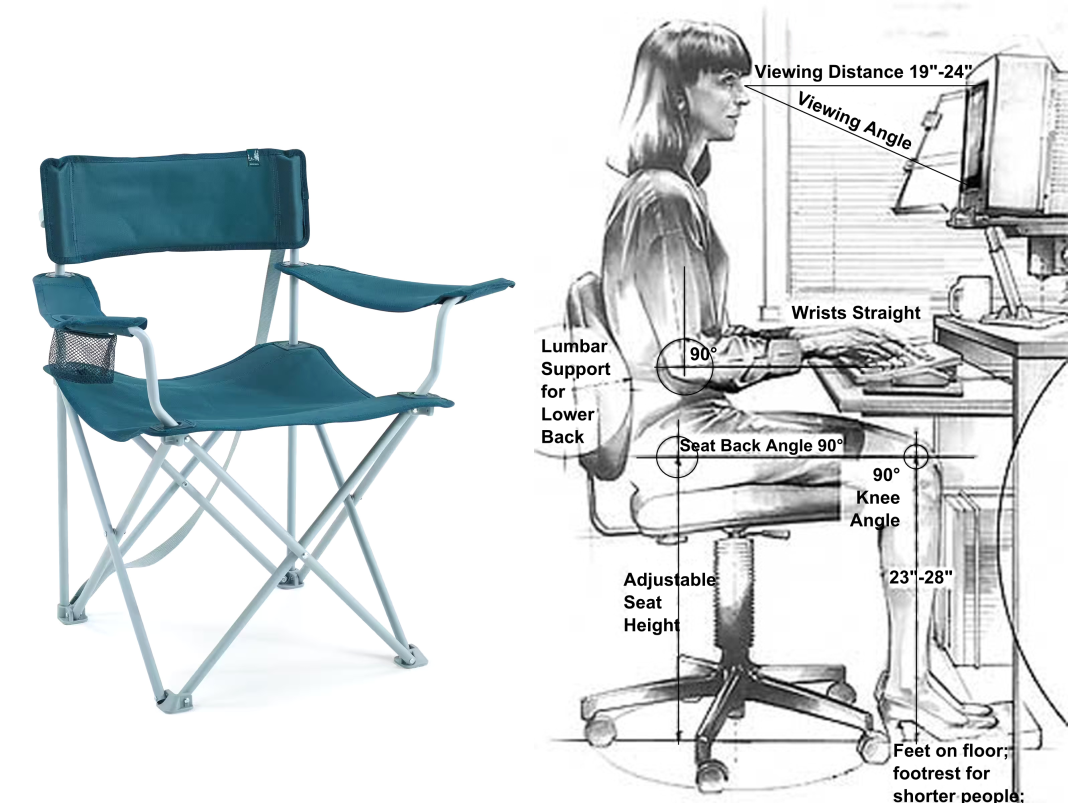 Viewing Distance 19"-24"
Viewing Angle
Wrists Straight
90°
Lumbar
Support
for
Lower
Back
Seat Back Angle 90°
90°
Knee
Angle
Adjustable
Seat
Height
23"-28"
Feet on floor;
footrest for
shorter people;